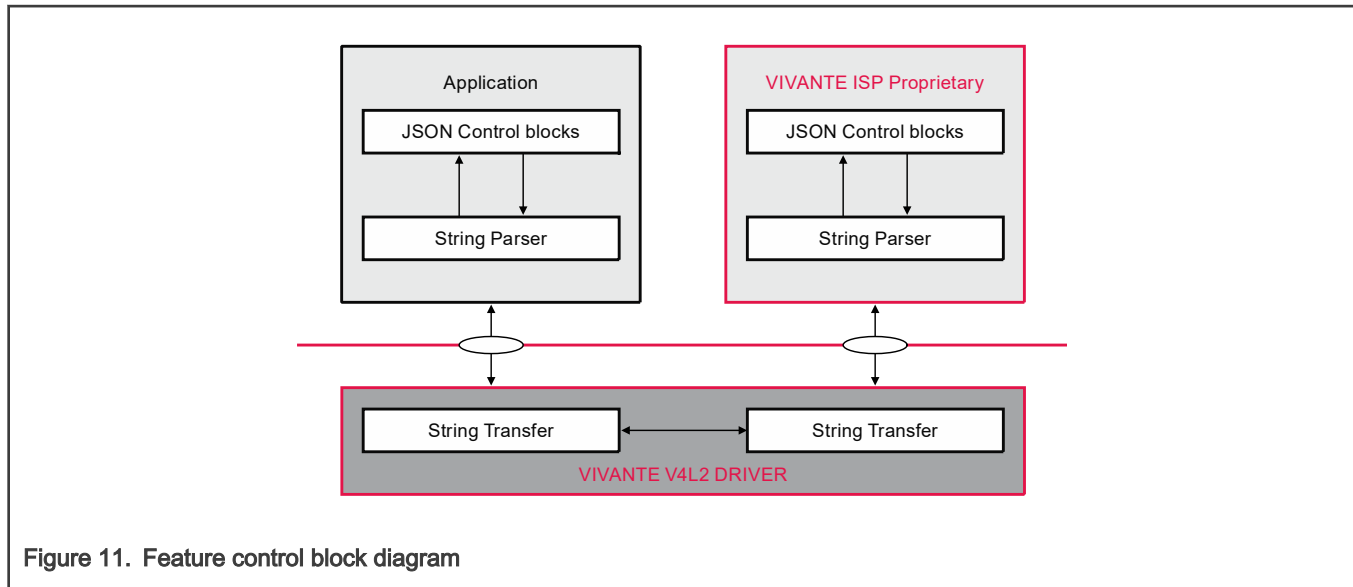 Application
JSON Control blocks
String Parser
VIVANTE ISP Proprietary
JSON Control blocks
String Parser
String Transfer
String Transfer
VIVANTE V4L2 DRIVER
Figure 11. Feature control block diagram